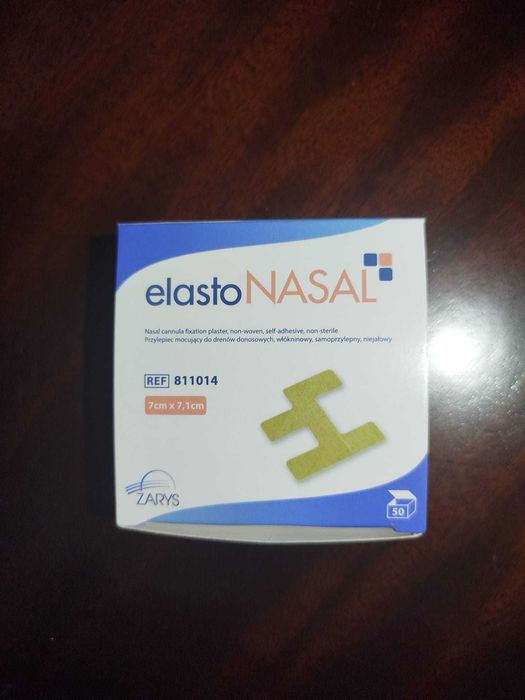 elastoNASAL
Nasal cannula fixation plaster, non-woven, self-adhesive, non-sterile
Przylepiec mocujący do drenów donosowych, włókninowy, samoprzylepny, niejałowy
REF 811014
7cm x 7,1cm
ZARYS
50